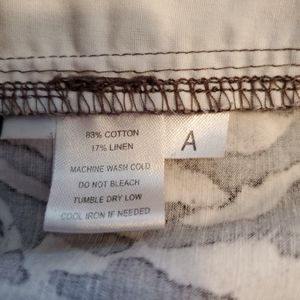 83% COTTON
17% LINEN
MACHINE WASH COLD
DO NOT BLEACH
TUMBLE DRY LOW
COOL IRON IF NEEDED
A